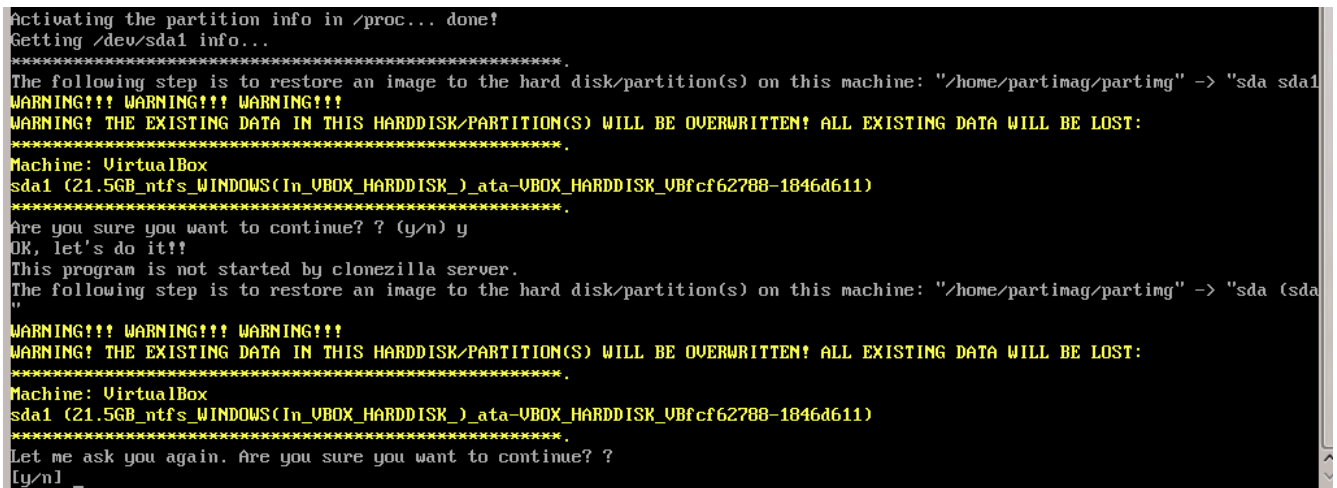 Activating the partition info in /proc... done!
Getting /dev/sda1 info...
*****************************************************.
The following step is to restore an image to the hard disk/partition(s) on this machine: "/home/partimag/partimg" -> "sda sda1
WARNING!!! WARNING!!! WARNING!!!
WARNING! THE EXISTING DATA IN THIS HARDDISK/PARTITION(S) WILL BE OVERWRITTEN! ALL EXISTING DATA WILL BE LOST:
*****************************************************.
Machine: VirtualBox
sda1 (21.5GB_ntfs_WINDOWS(In_VBOX_HARDDISK_)_ata-VBOX_HARDDISK_VBfcf62788-1846d611)
*****************************************************.
Are you sure you want to continue? ? (y/n) y
OK, let's do it!!
This program is not started by clonezilla server.
The following step is to restore an image to the hard disk/partition(s) on this machine: "/home/partimag/partimg" -> "sda (sda
"
WARNING!!! WARNING!!! WARNING!!!
WARNING! THE EXISTING DATA IN THIS HARDDISK/PARTITION(S) WILL BE OVERWRITTEN! ALL EXISTING DATA WILL BE LOST:
*****************************************************.
Machine: VirtualBox
sda1 (21.5GB_ntfs_WINDOWS(In_VBOX_HARDDISK_)_ata-VBOX_HARDDISK_VBfcf62788-1846d611)
*****************************************************.
Let me ask you again. Are you sure you want to continue? ?
[y/n] _